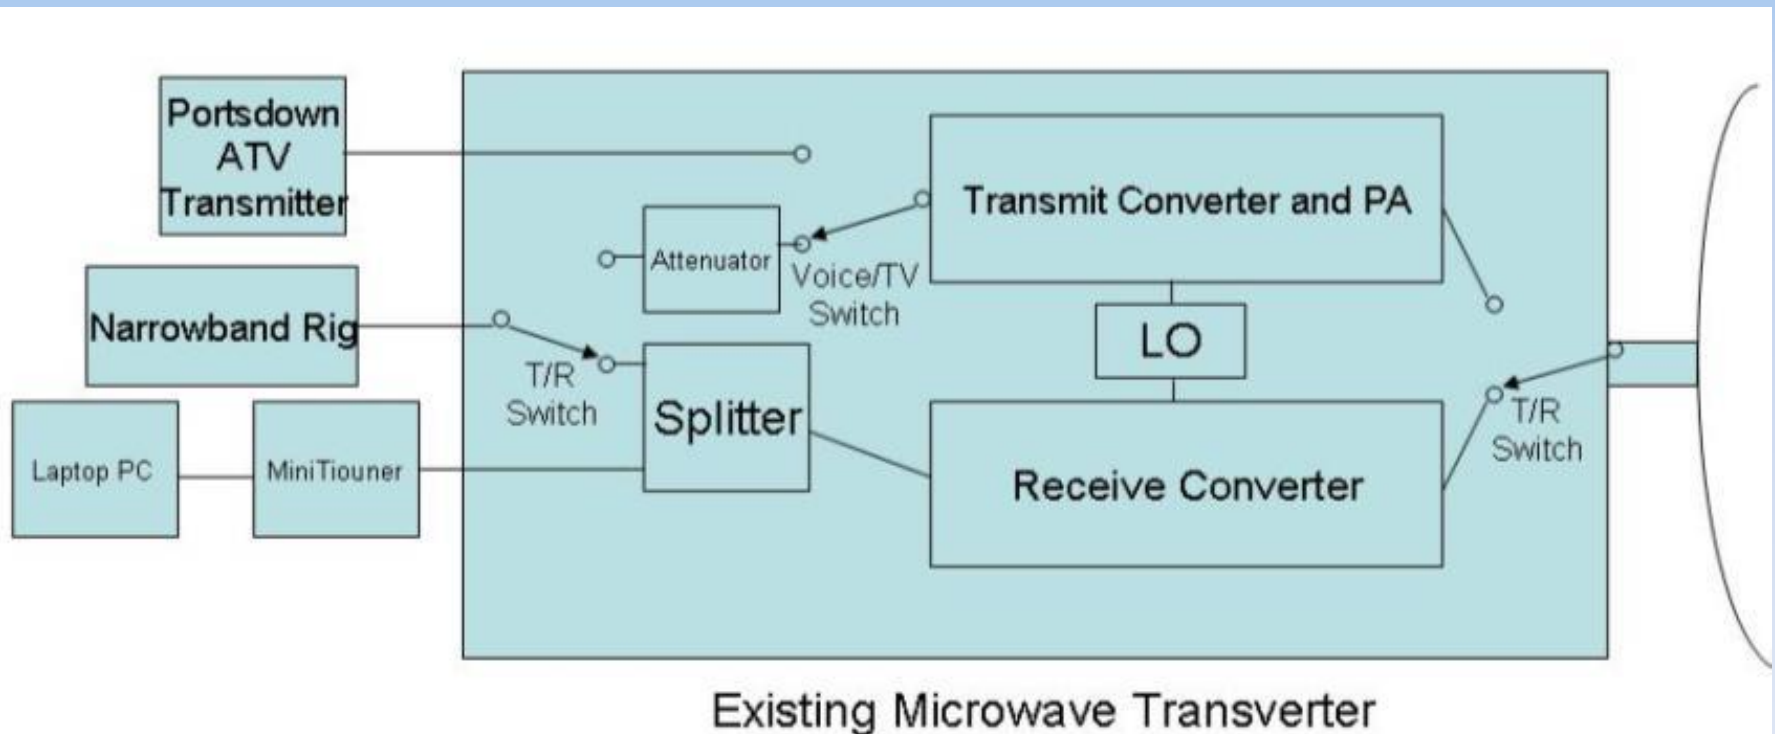 Portsdown
ATV
Transmitter
Transmit Converter and PA
Attenuator
Voice/TV
Switch
Narrowband Rig
LO
T/R
Switch
Splitter
T/R
Switch
Laptop PC
MiniTiouner
Receive Converter
Existing Microwave Transverter